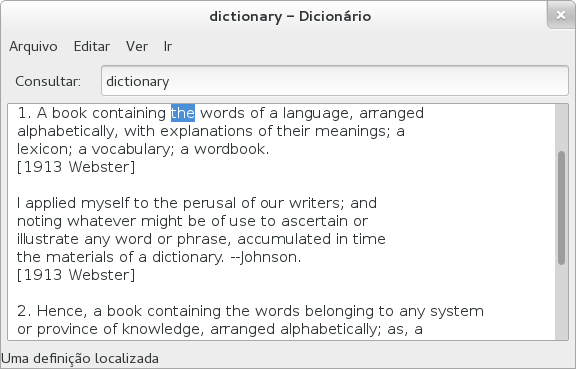 dictionary – Dicionário
Arquivo Editar Ver Ir
Consultar: dictionary
1. A book containing the words of a language, arranged
alphabetically, with explanations of their meanings; a
lexicon; a vocabulary; a wordbook.
[1913 Webster]
I applied myself to the perusal of our writers; and
noting whatever might be of use to ascertain or
illustrate any word or phrase, accumulated in time
the materials of a dictionary. --Johnson.
[1913 Webster]
2. Hence, a book containing the words belonging to any system
or province of knowledge, arranged alphabetically; as, a
Uma definição localizada